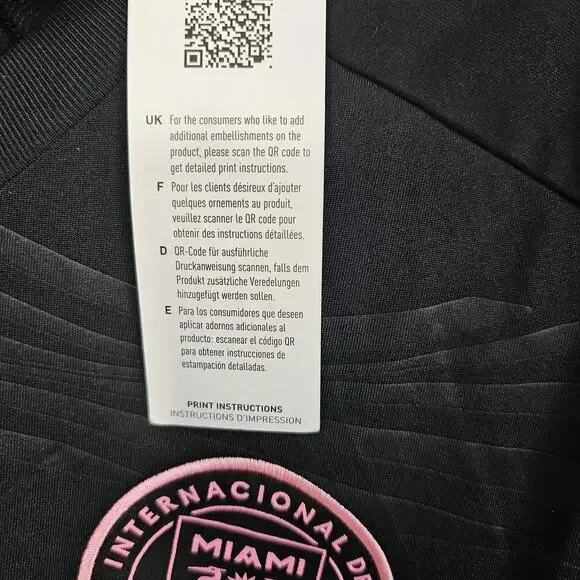 UK For the consumers who like to add
additional embellishments on the
product, please scan the QR code to
get detailed print instructions.
F Pour les clients désireux d'ajouter
quelques ornements au produit,
veuillez scanner le QR code pour
obtenir des instructions détaillées.
D QR-Code für ausführliche
Druckanweisung scannen, falls dem
Produkt zusätzliche Veredelungen
hinzugefügt werden sollen.
E Para los consumidores que deseen
aplicar adornos adicionales al
producto: escanear el código QR
para obtener instrucciones de
estampación detalladas.
PRINT INSTRUCTIONS
INSTRUCTIONS D'IMPRESSION
INTERNACIONAL DE
MIAMI